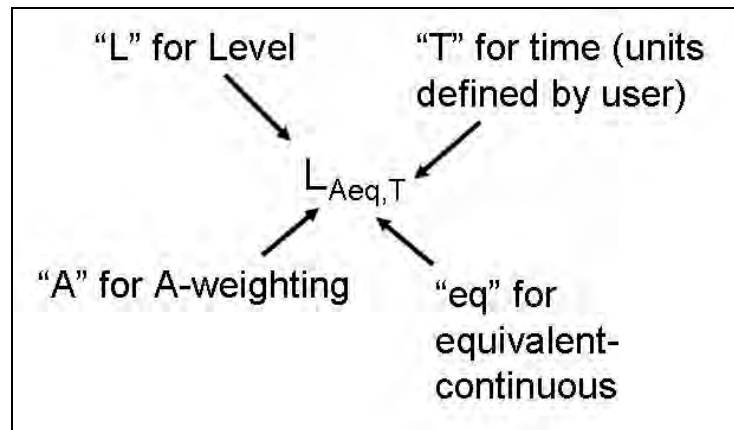 “L” for Level
“T” for time (units
defined by user)
LAeq,T
“A” for A-weighting
“eq” for
equivalent-
continuous